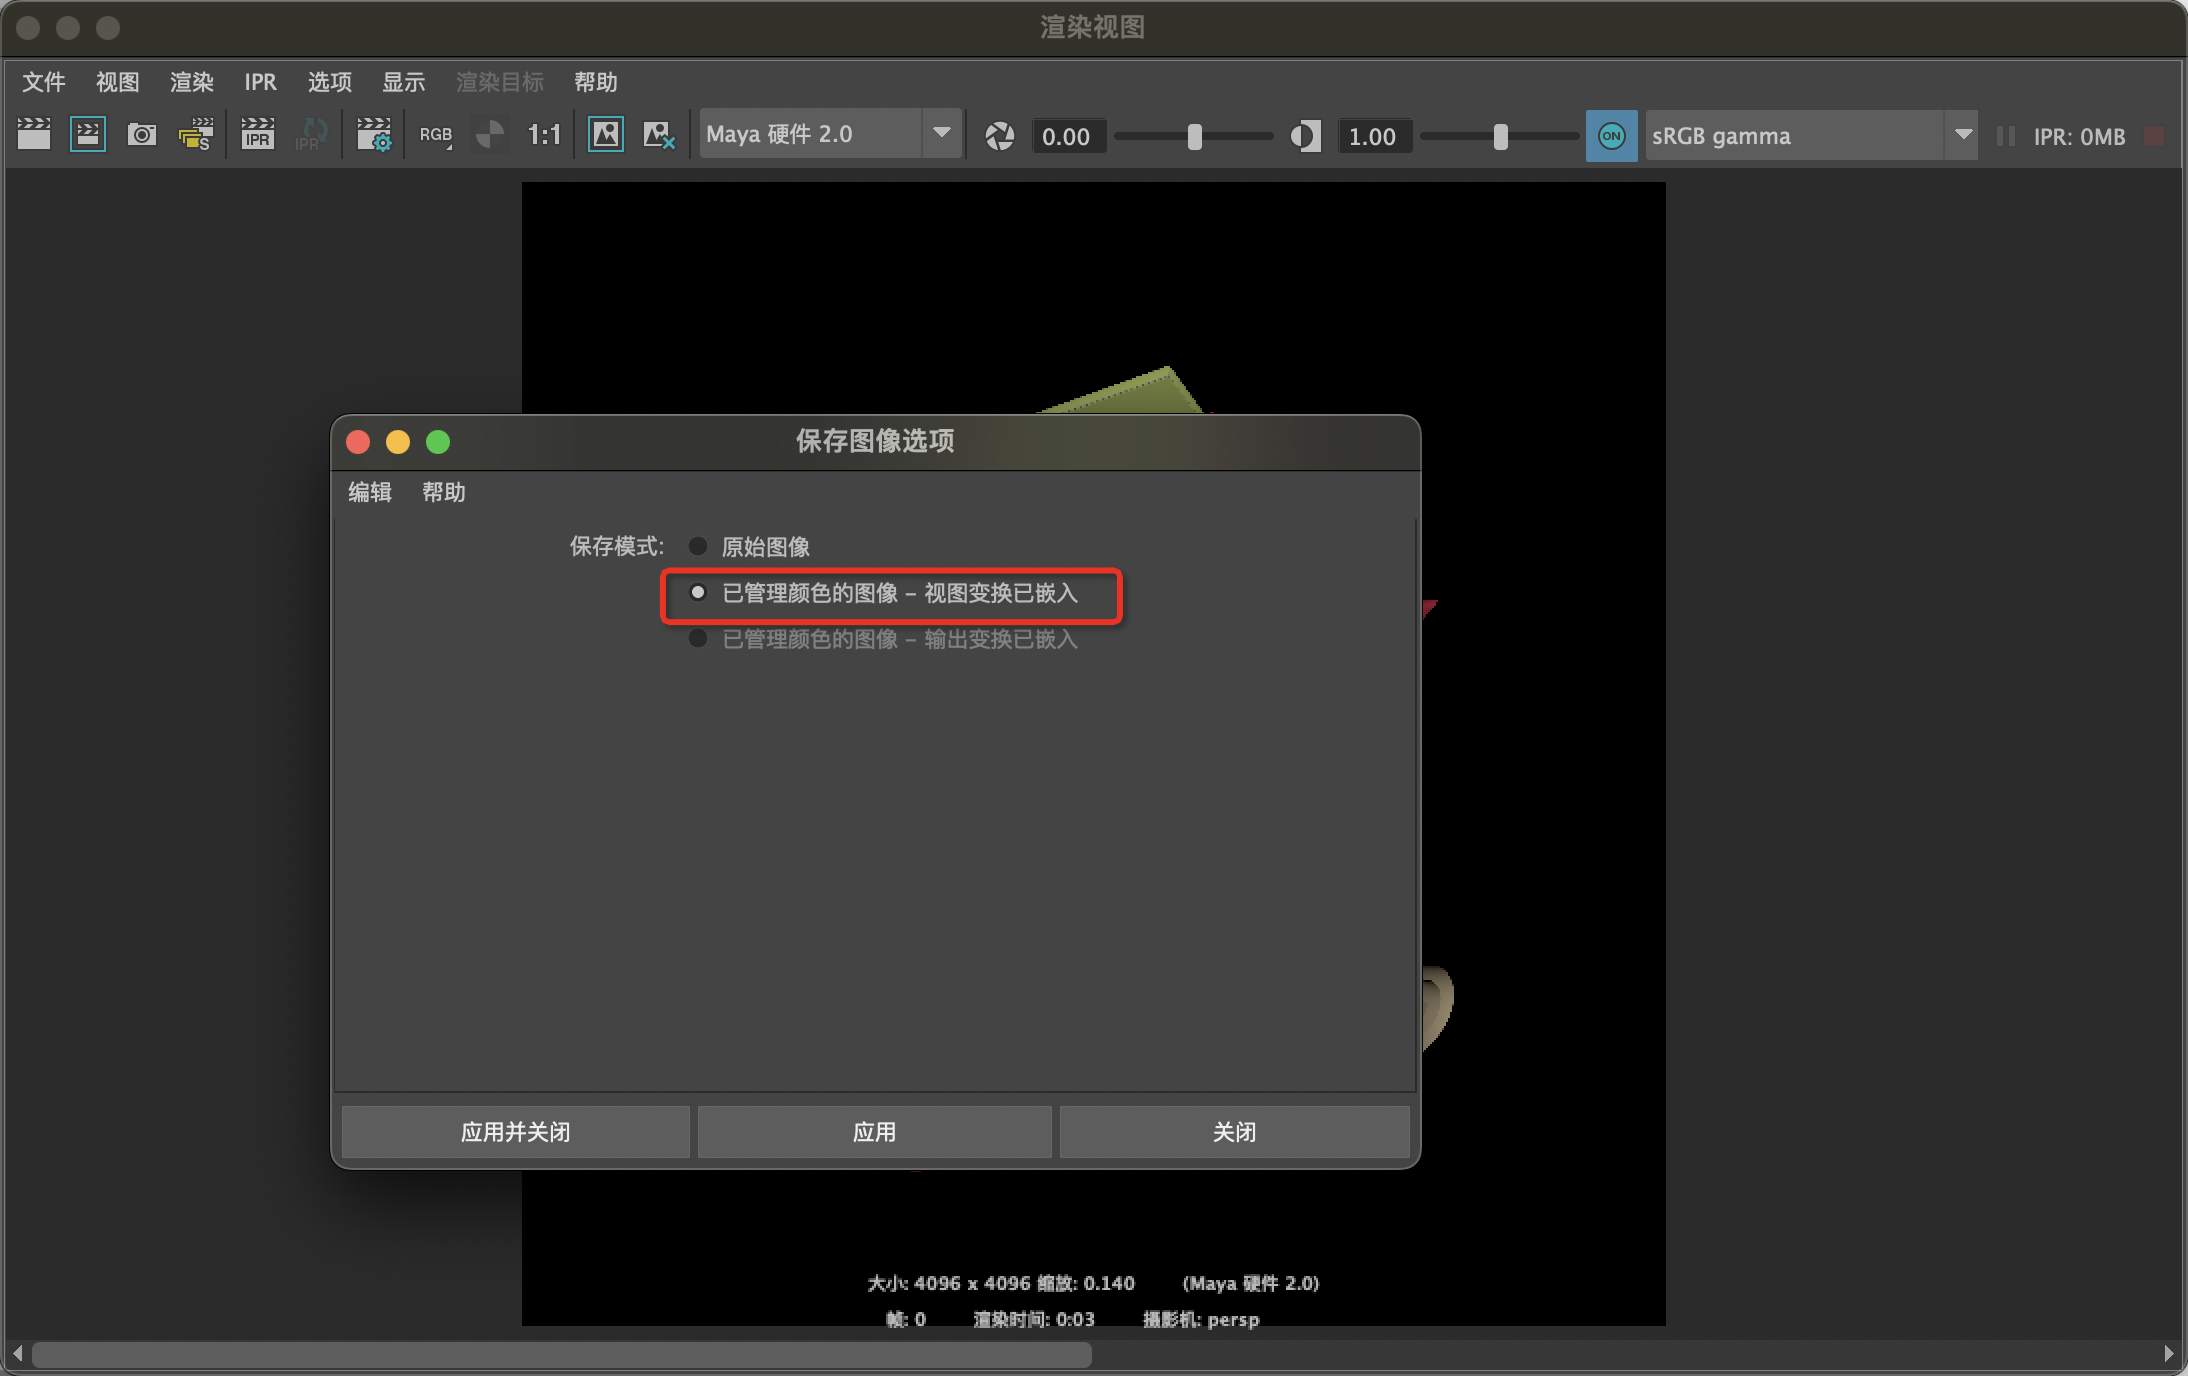 渲染视图
文件 视图 渲染 IPR 选项 显示 渲染目标 帮助
S IPR IPR RGB 1:1 Maya 硬件 2.0 0.00 1.00 ON sRGB gamma IPR: 0MB
保存图像选项
编辑 帮助
保存模式: 原始图像
已管理颜色的图像 – 视图变换已嵌入
已管理颜色的图像 – 输出变换已嵌入
应用并关闭 应用 关闭
大小: 4096 x 4096 缩放: 0.140 (Maya 硬件 2.0)
帧: 0 渲染时间: 0:03 摄影机: persp